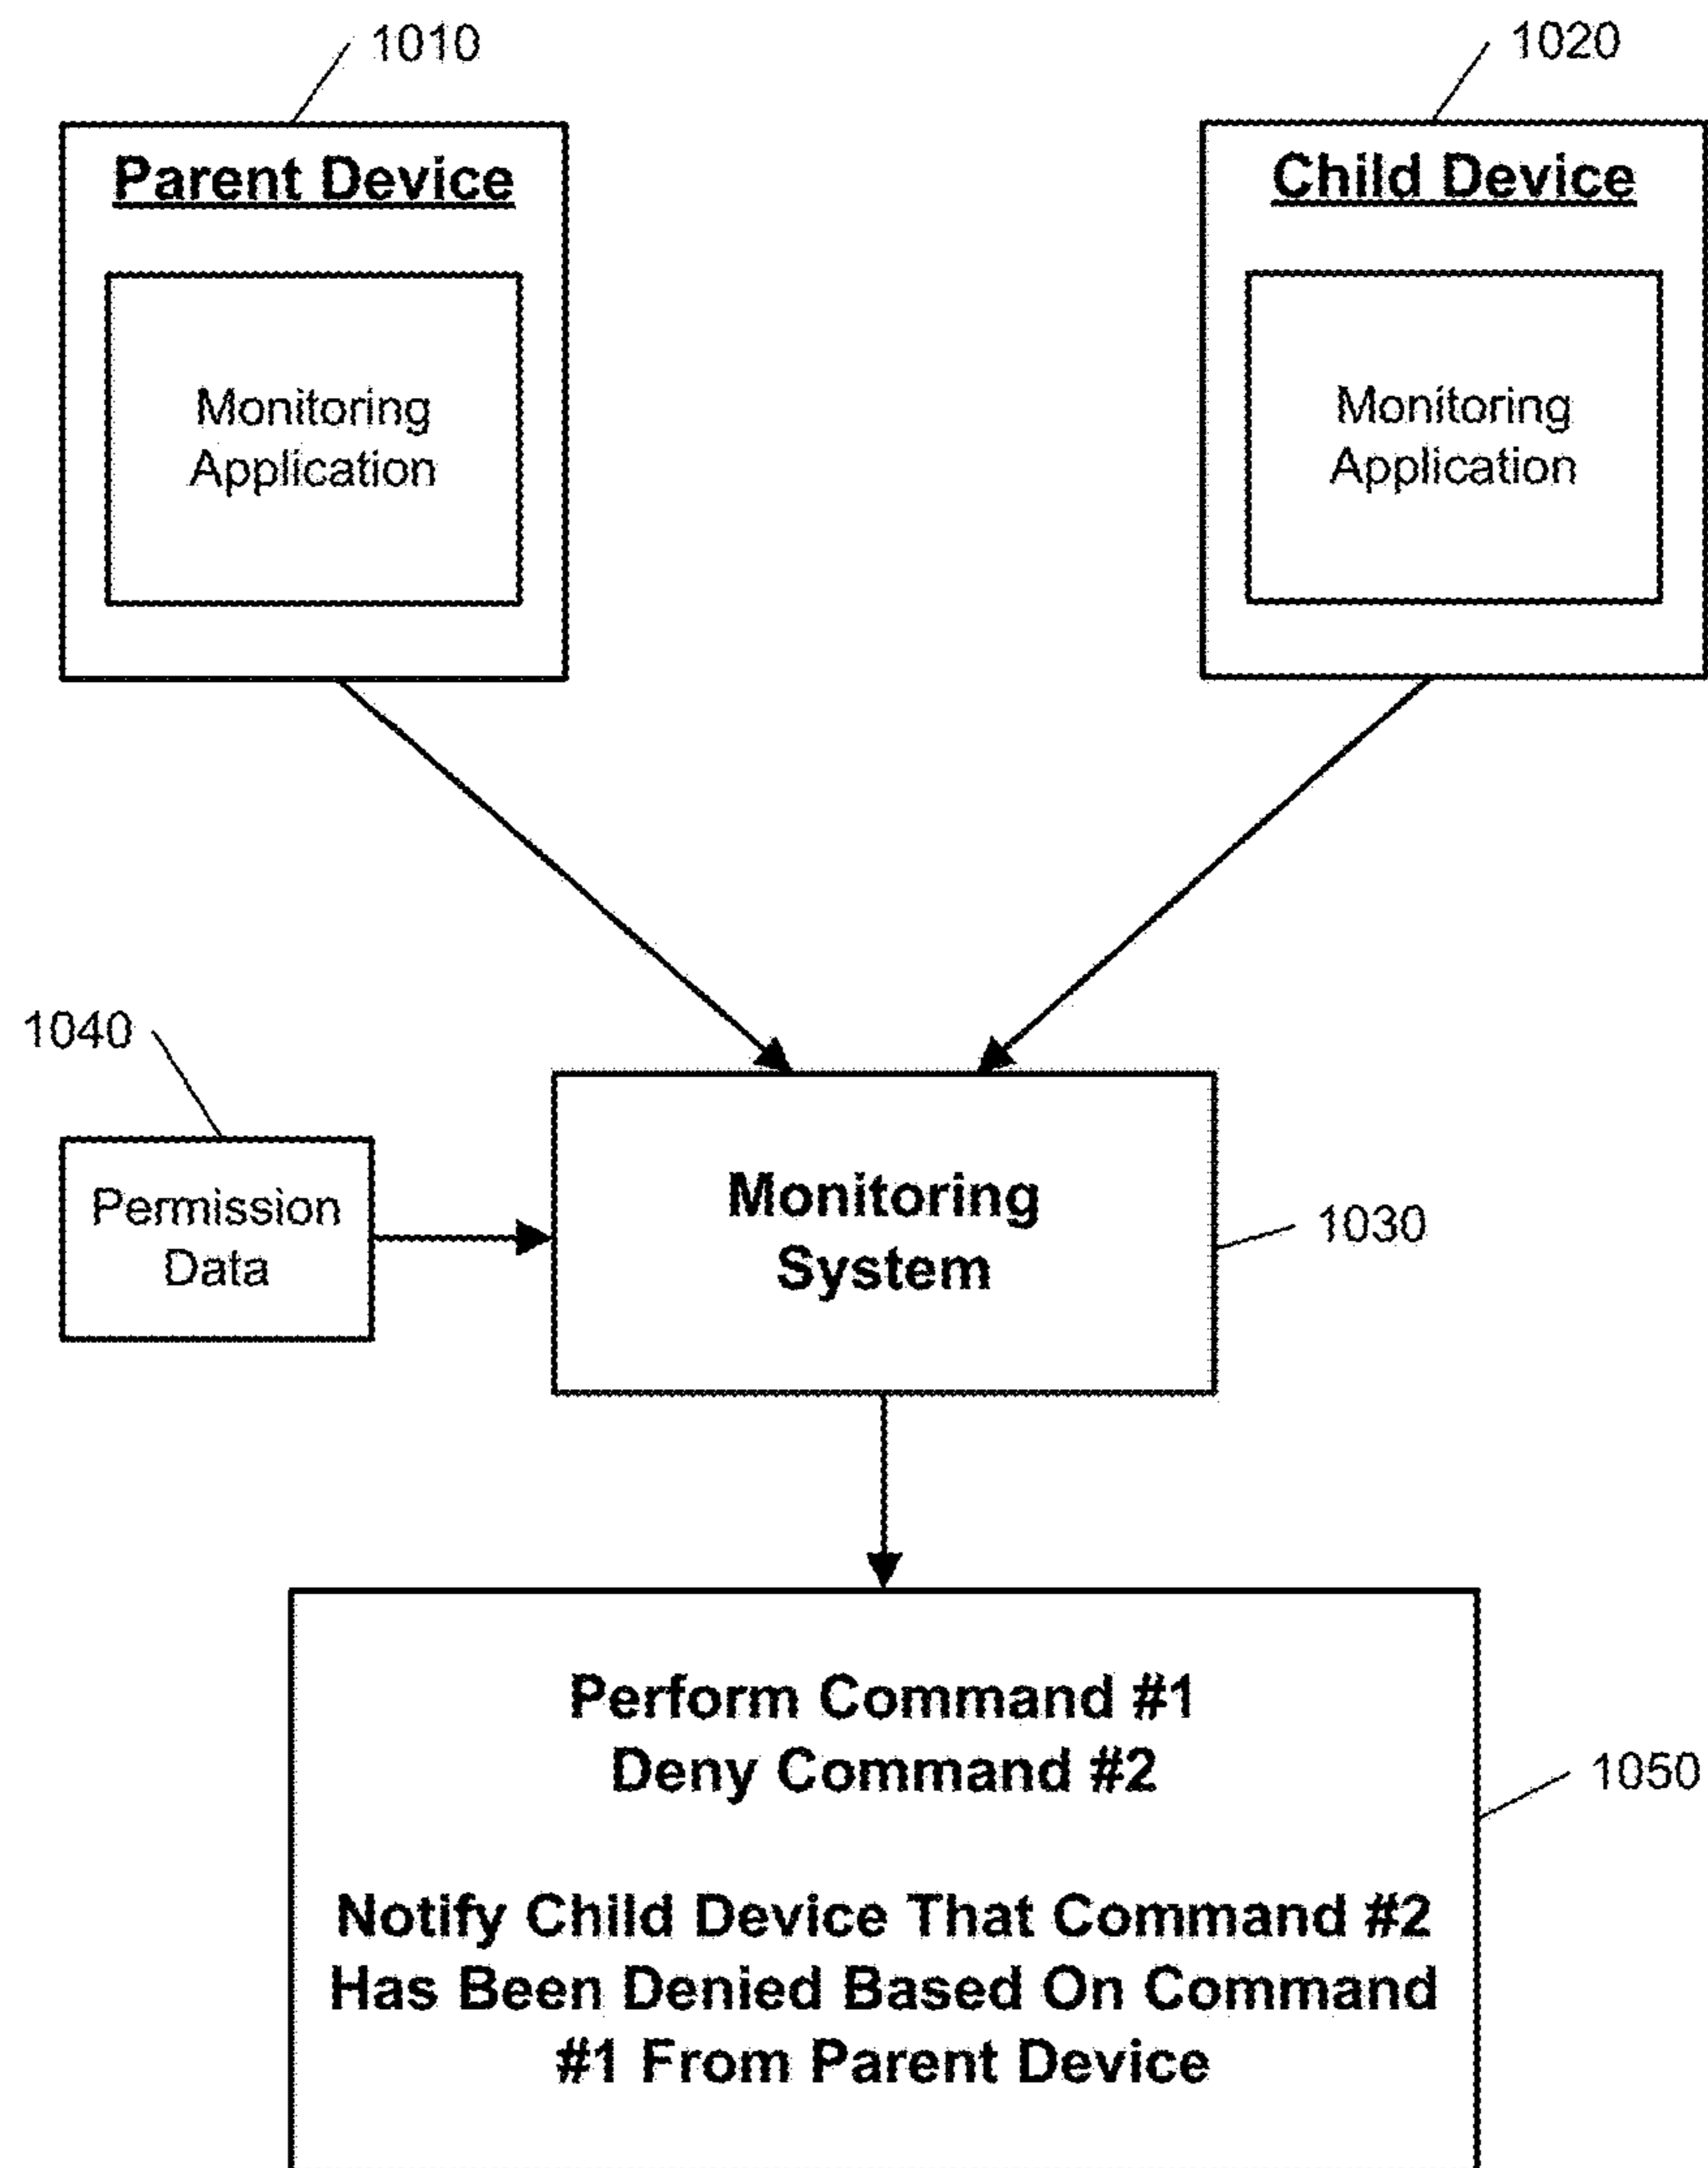 1010
1020
Parent Device
Child Device
Monitoring
Application
Monitoring
Application
1040
Permission
Data
Monitoring
System
1030
Perform Command #1
Deny Command #2
1050
Notify Child Device That Command #2
Has Been Denied Based On Command
#1 From Parent Device